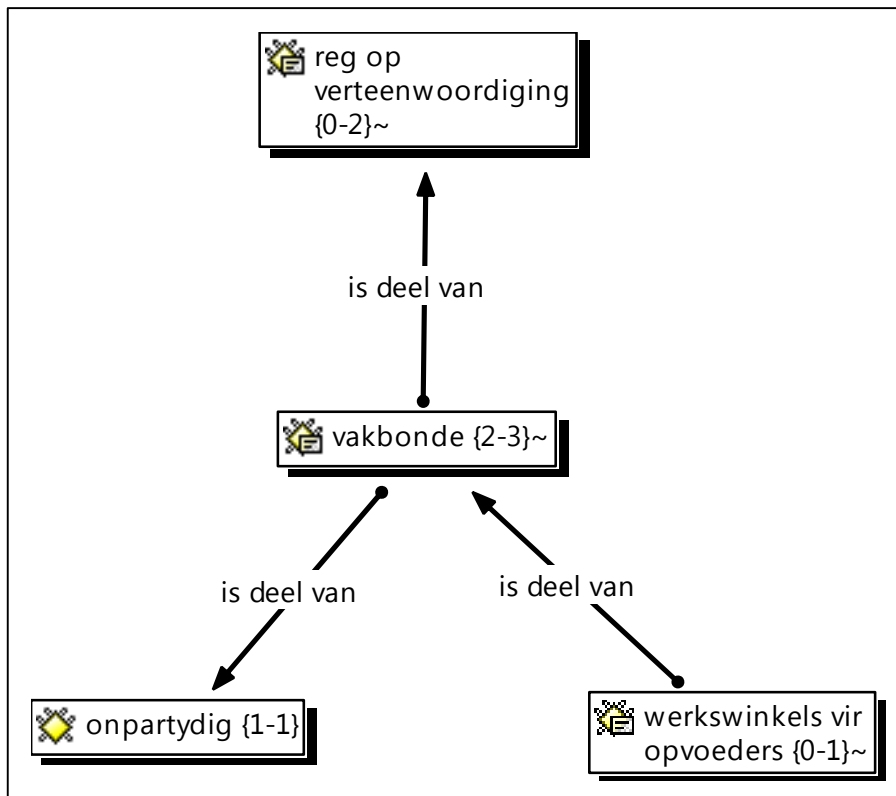 reg op
verteenwoordiging
{0-2}~
is deel van
vakbonde {2-3}~
is deel van
is deel van
onpartydig {1-1}
werkswinkels vir
opvoeders {0-1}~